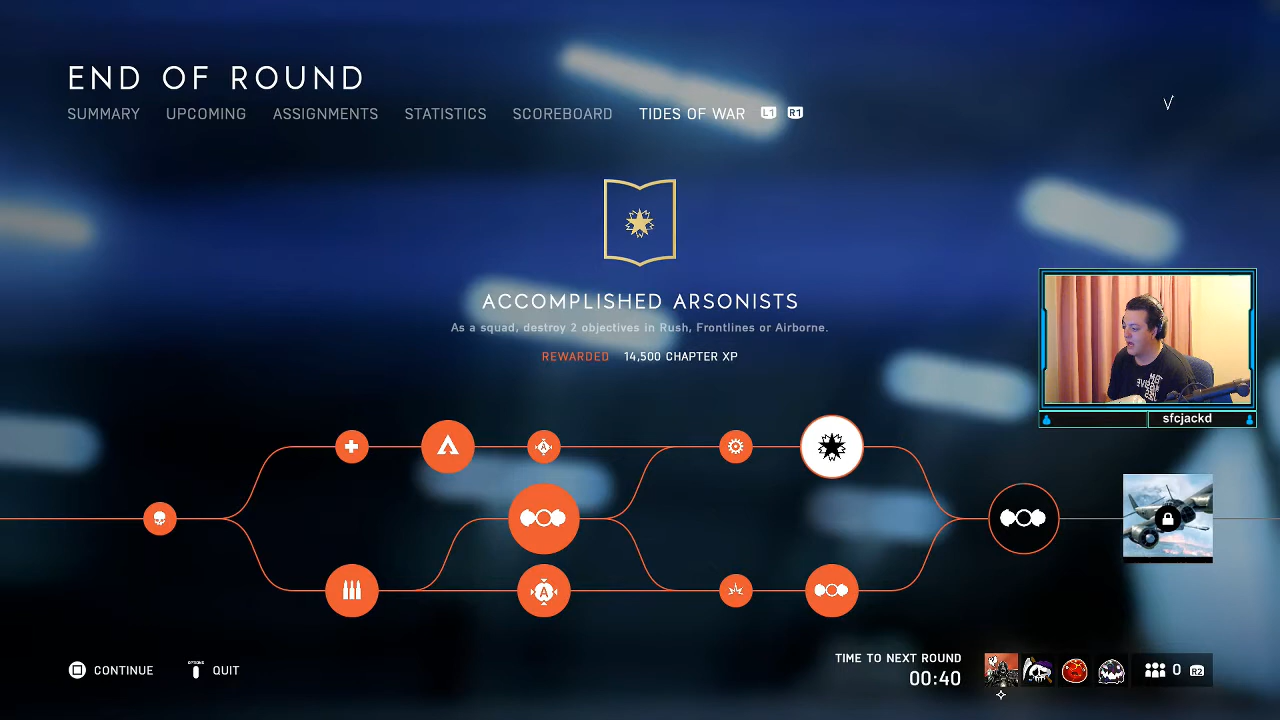 END OF ROUND
SUMMARY UPCOMING ASSIGNMENTS STATISTICS SCOREBOARD TIDES OF WAR L1 R1
ACCOMPLISHED ARSONISTS
As a squad, destroy 2 objectives in Rush, Frontlines or Airborne.
REWARDED 14,500 CHAPTER XP
sfcjackd
A
A
CONTINUE OPTIONS QUIT
TIME TO NEXT ROUND
00:40
0 R2